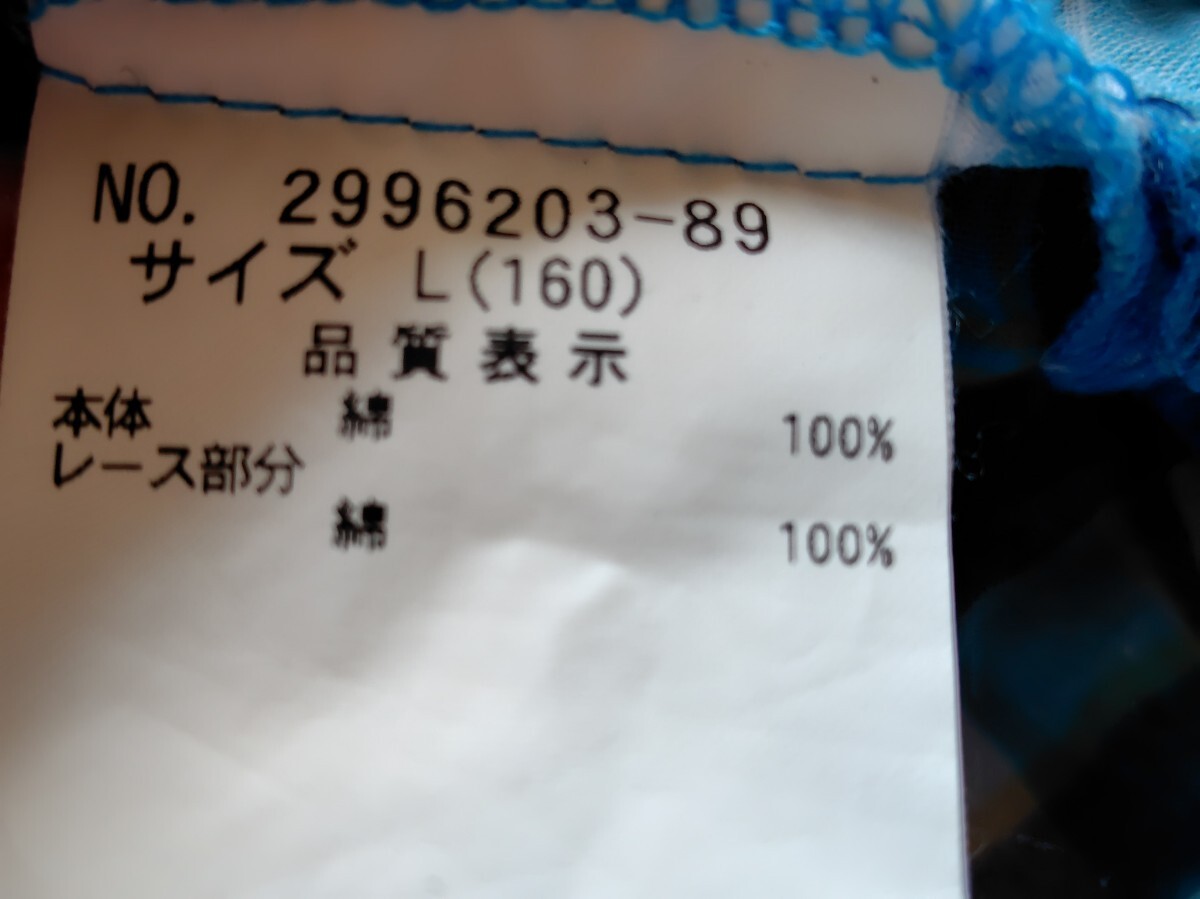 NO. 2996203-89
サイズ L(160)
品質表示
本体 綿 100%
レース部分
綿 100%